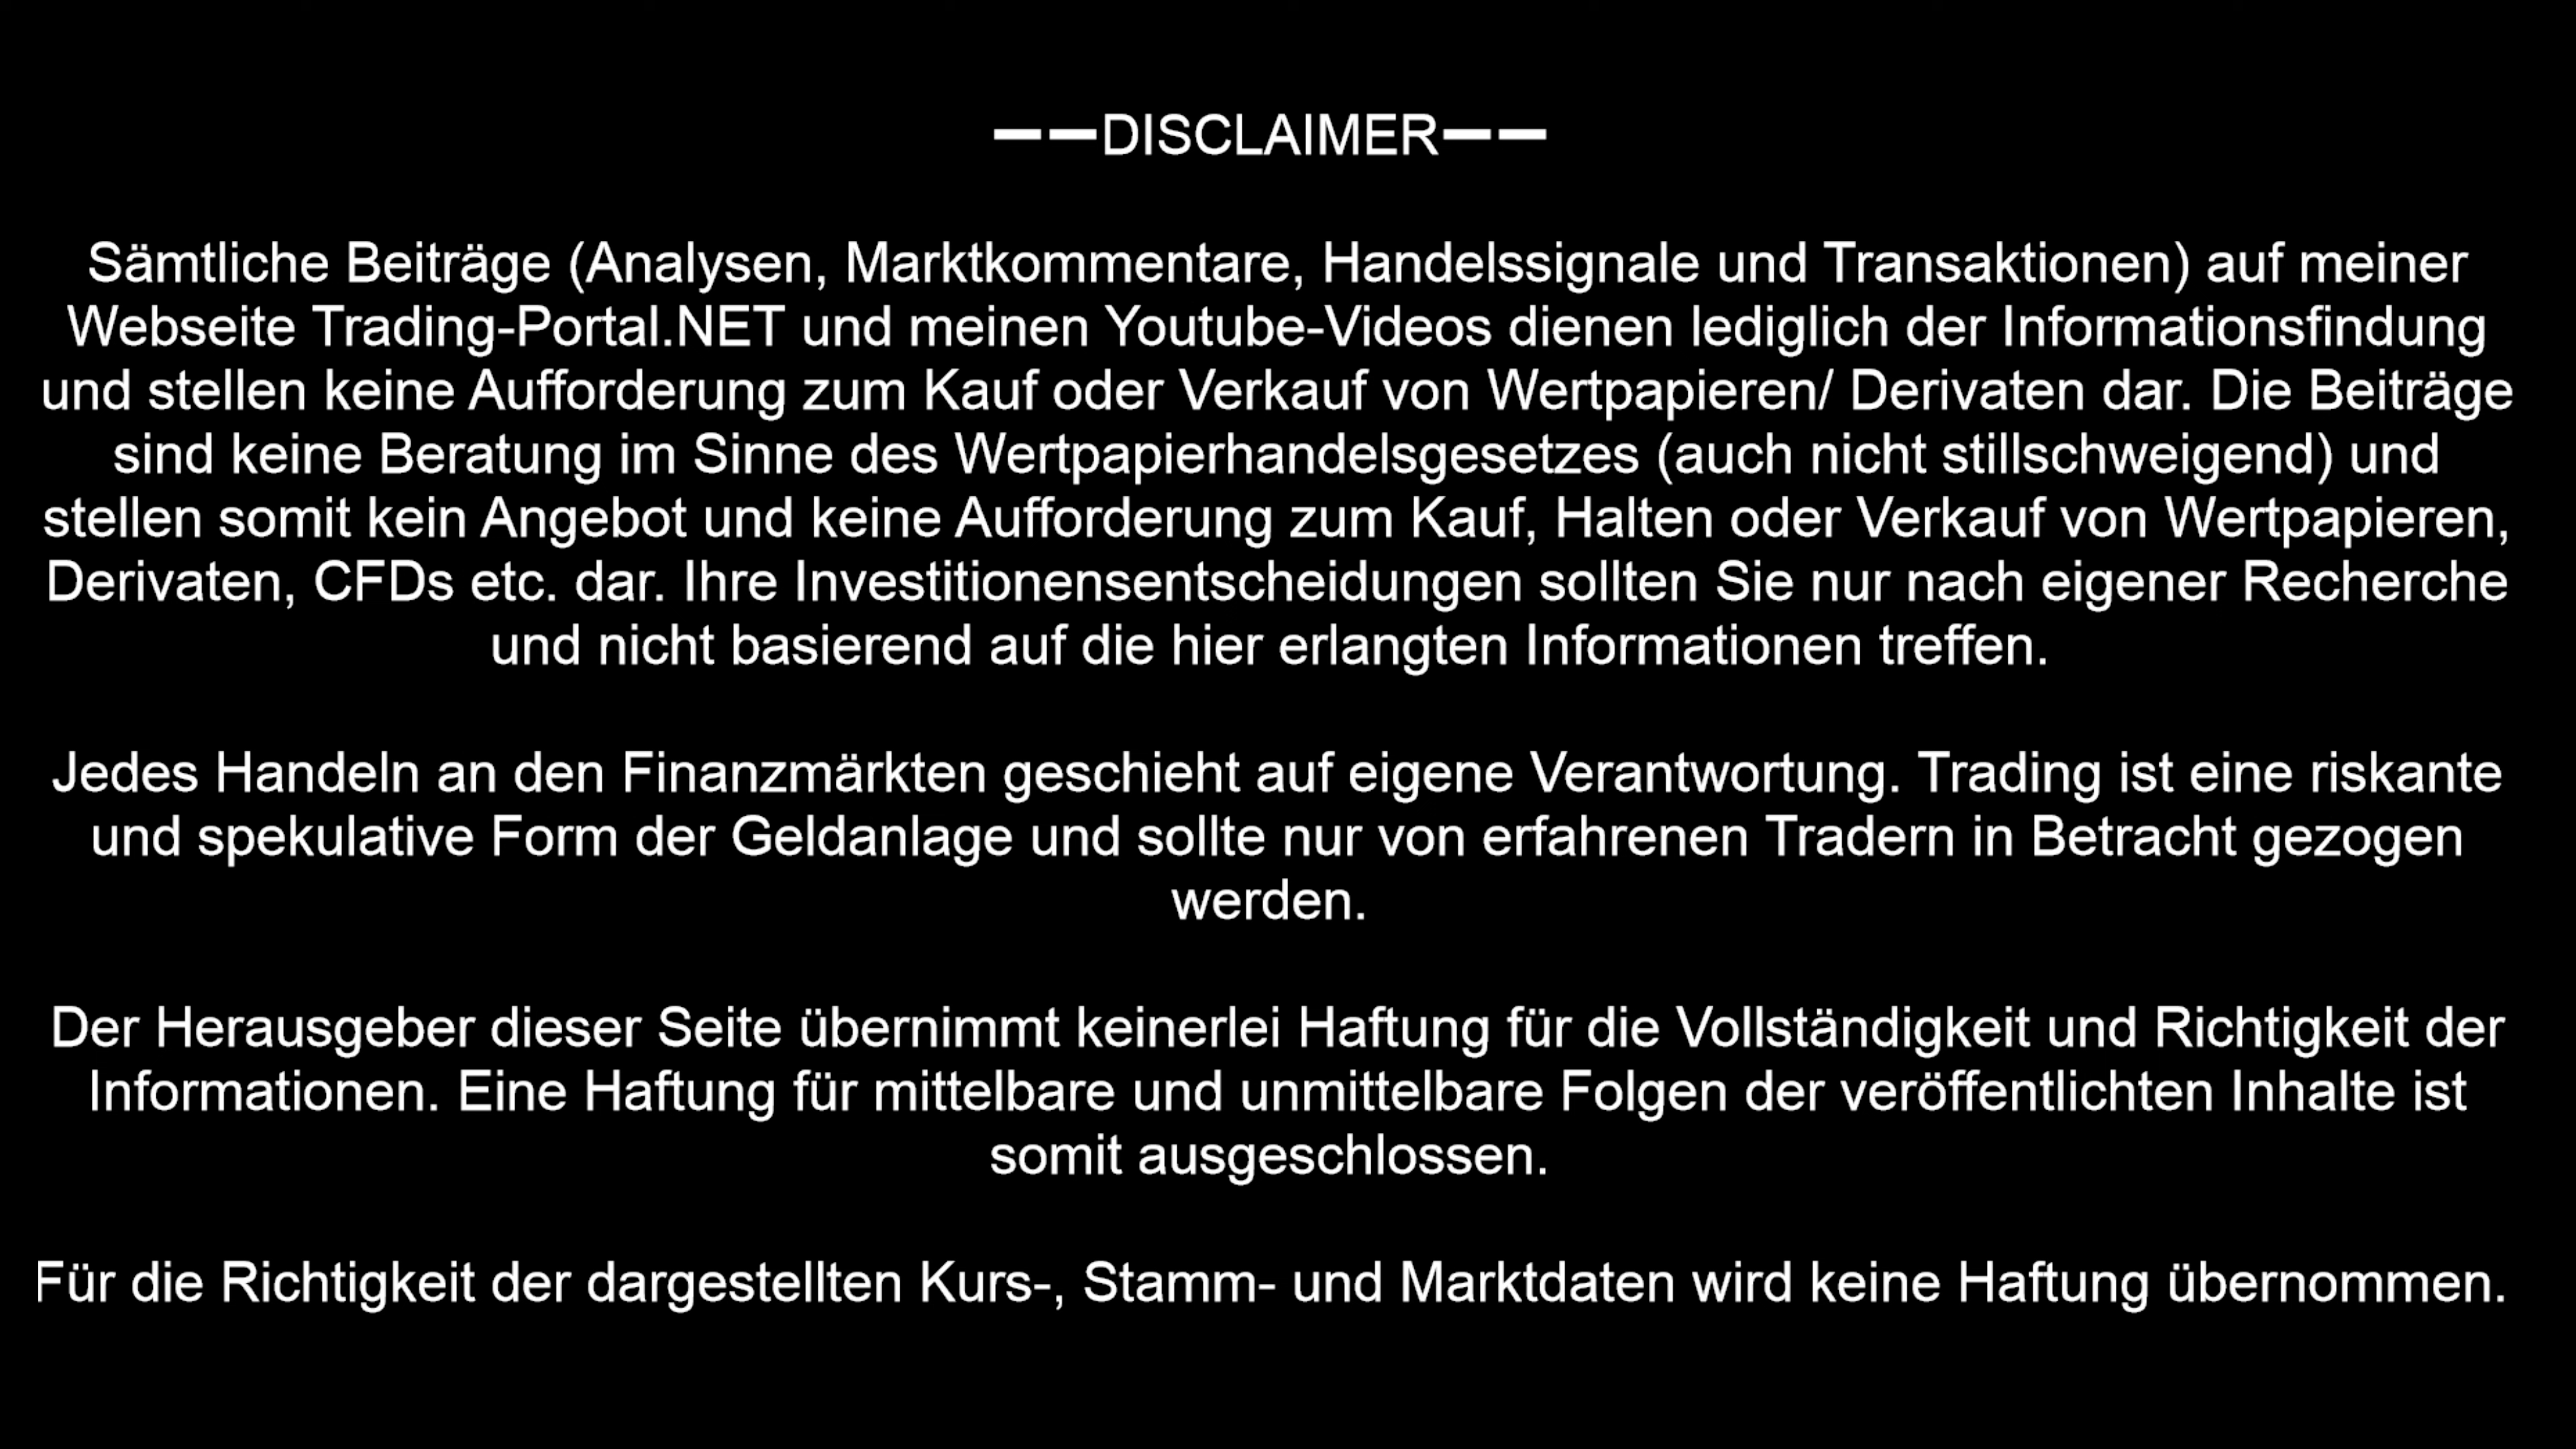 ——DISCLAIMER——
Sämtliche Beiträge (Analysen, Marktkommentare, Handelssignale und Transaktionen) auf meiner
Webseite Trading-Portal.NET und meinen Youtube-Videos dienen lediglich der Informationsfindung
und stellen keine Aufforderung zum Kauf oder Verkauf von Wertpapieren/ Derivaten dar. Die Beiträge
sind keine Beratung im Sinne des Wertpapierhandelsgesetzes (auch nicht stillschweigend) und
stellen somit kein Angebot und keine Aufforderung zum Kauf, Halten oder Verkauf von Wertpapieren,
Derivaten, CFDs etc. dar. Ihre Investitionensentscheidungen sollten Sie nur nach eigener Recherche
und nicht basierend auf die hier erlangten Informationen treffen.
Jedes Handeln an den Finanzmärkten geschieht auf eigene Verantwortung. Trading ist eine riskante
und spekulative Form der Geldanlage und sollte nur von erfahrenen Tradern in Betracht gezogen
werden.
Der Herausgeber dieser Seite übernimmt keinerlei Haftung für die Vollständigkeit und Richtigkeit der
Informationen. Eine Haftung für mittelbare und unmittelbare Folgen der veröffentlichten Inhalte ist
somit ausgeschlossen.
Für die Richtigkeit der dargestellten Kurs-, Stamm- und Marktdaten wird keine Haftung übernommen.